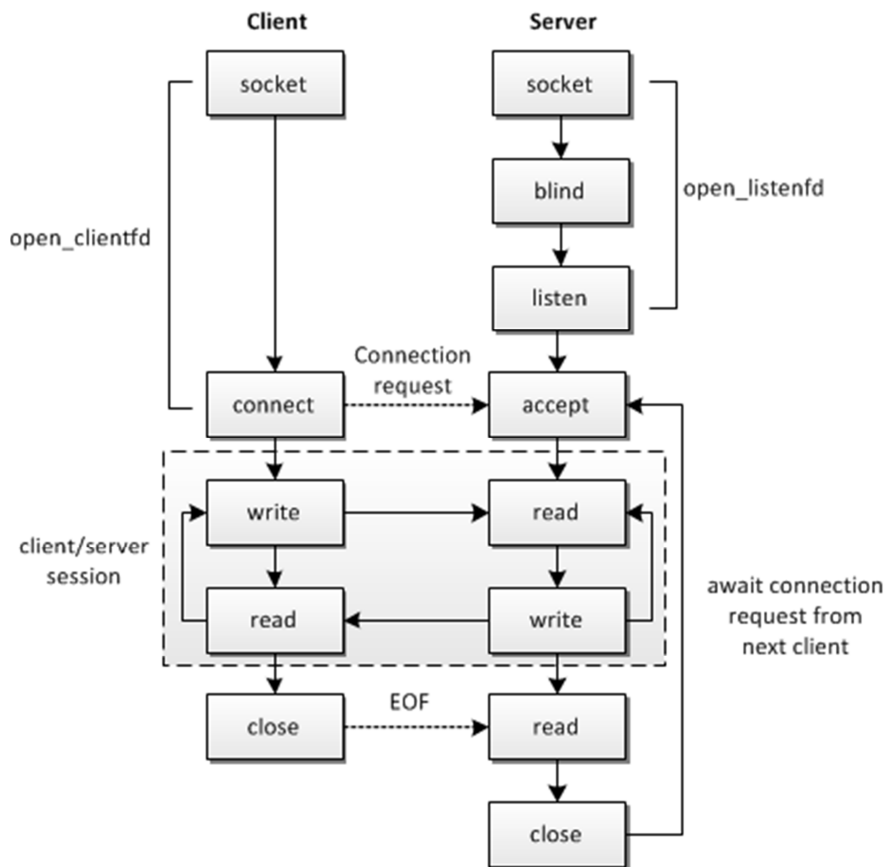 Client
Server
socket
socket
blind
open_listenfd
open_clientfd
listen
Connection
request
connect
accept
write
read
client/server
session
await connection
request from
next client
read
write
EOF
close
read
close